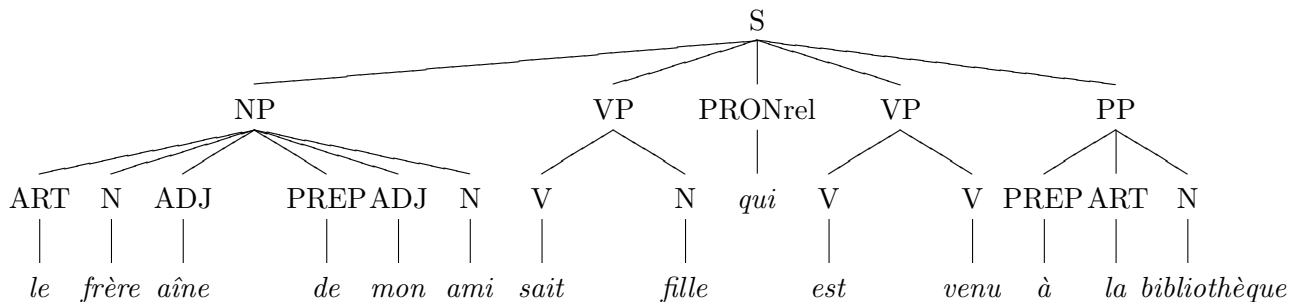 S
NP VP PRONrel VP PP
ART N ADJ PREP ADJ N V N qui V V PREP ART N
le frère aîne de mon ami sait fille est venu à la bibliothèque